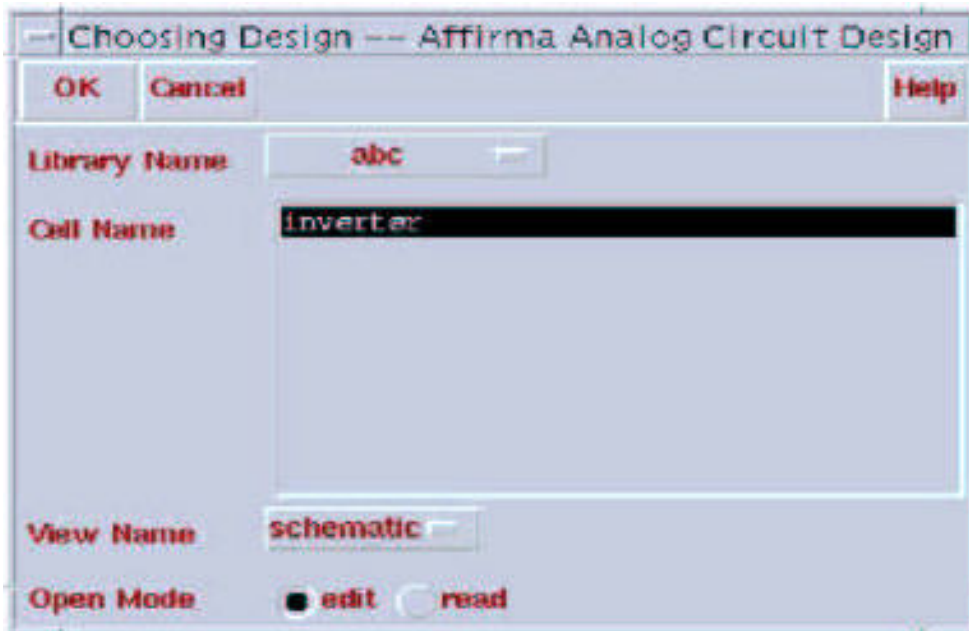 Choosing Design -- Affirma Analog Circuit Design
OK Cancel Help
Library Name abc
Cell Name inverter
View Name schematic
Open Mode edit read